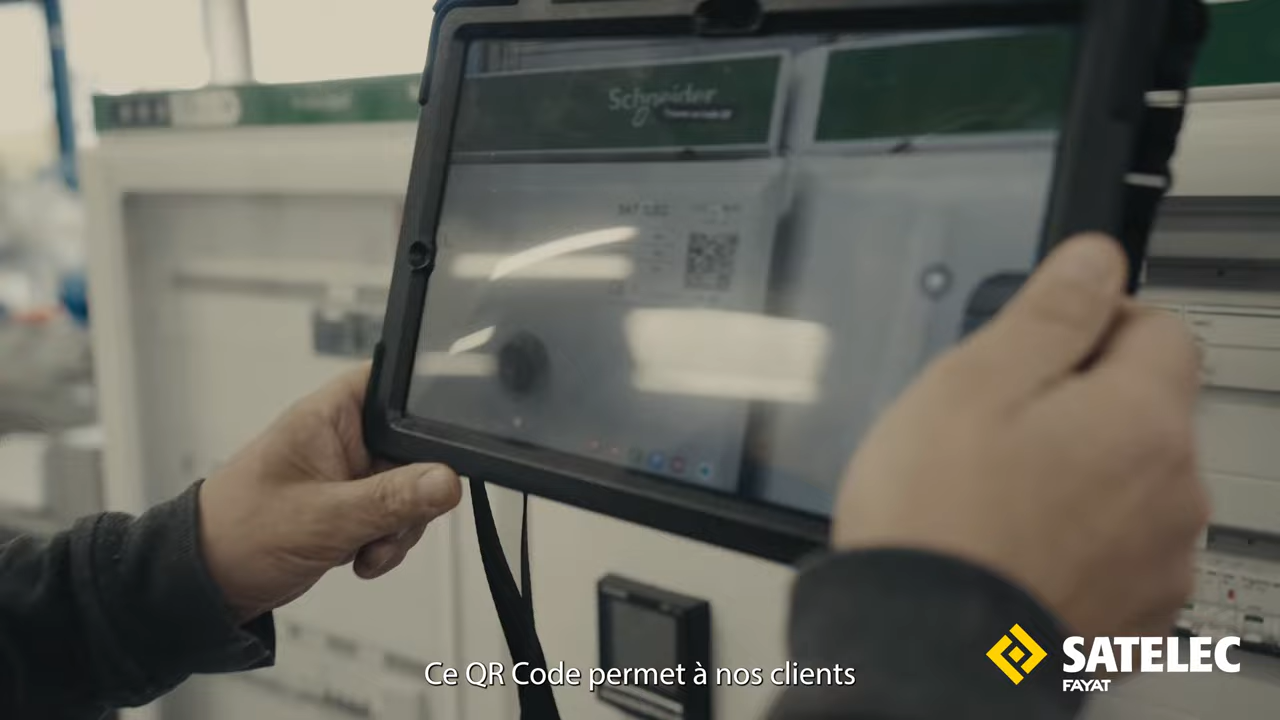 Schneider
Ce QR Code permet à nos clients
SATELEC
FAYAT